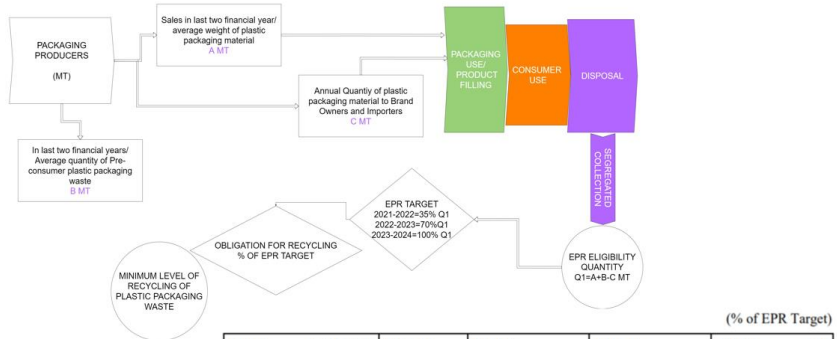 PACKAGING
PRODUCERS
(MT)
Sales in last two financial year/
average weight of plastic
packaging material
A MT
Annual Quantiy of plastic
packaging material to Brand
Owners and Importers
C MT
In last two financial years/
Average quantity of Pre-
consumer plastic packaging
waste
B MT
PACKAGING
USE/
PRODUCT
FILLING
CONSUMER
USE
DISPOSAL
SEGREGATED
COLLECTION
EPR ELIGIBILITY
QUANTITY
Q1=A+B-C MT
EPR TARGET
2021-2022=35% Q1
2022-2023=70%Q1
2023-2024=100% Q1
OBLIGATION FOR RECYCLING
% OF EPR TARGET
MINIMUM LEVEL OF
RECYCLING OF
PLASTIC PACKAGING
WASTE
(% of EPR Target)